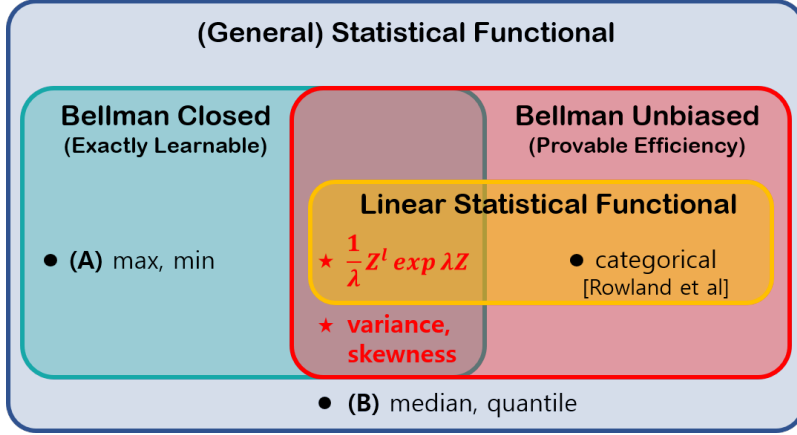 (General) Statistical Functional
Bellman Closed
(Exactly Learnable)
Bellman Unbiased
(Provable Efficiency)
Linear Statistical Functional
● (A) max, min
★ 1/λ Z^l exp λZ
● categorical
[Rowland et al]
★ variance,
skewness
● (B) median, quantile